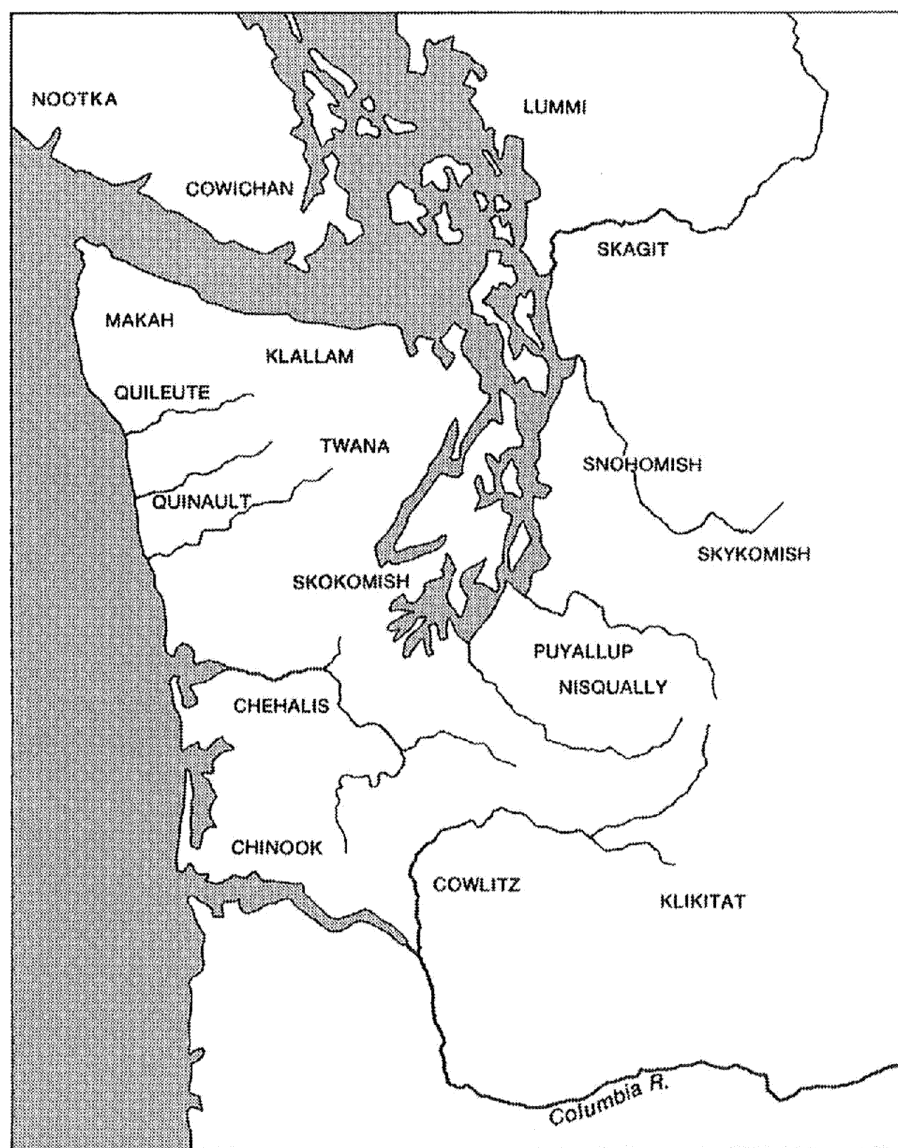 NOOTKA
LUMMI
COWICHAN
SKAGIT
MAKAH
KLALLAM
QUILEUTE
TWANA
SNOHOMISH
QUINAULT
SKYKOMISH
SKOKOMISH
PUYALLUP
NISQUALLY
CHEHALIS
CHINOOK
COWLITZ
KLIKITAT
Columbia R.